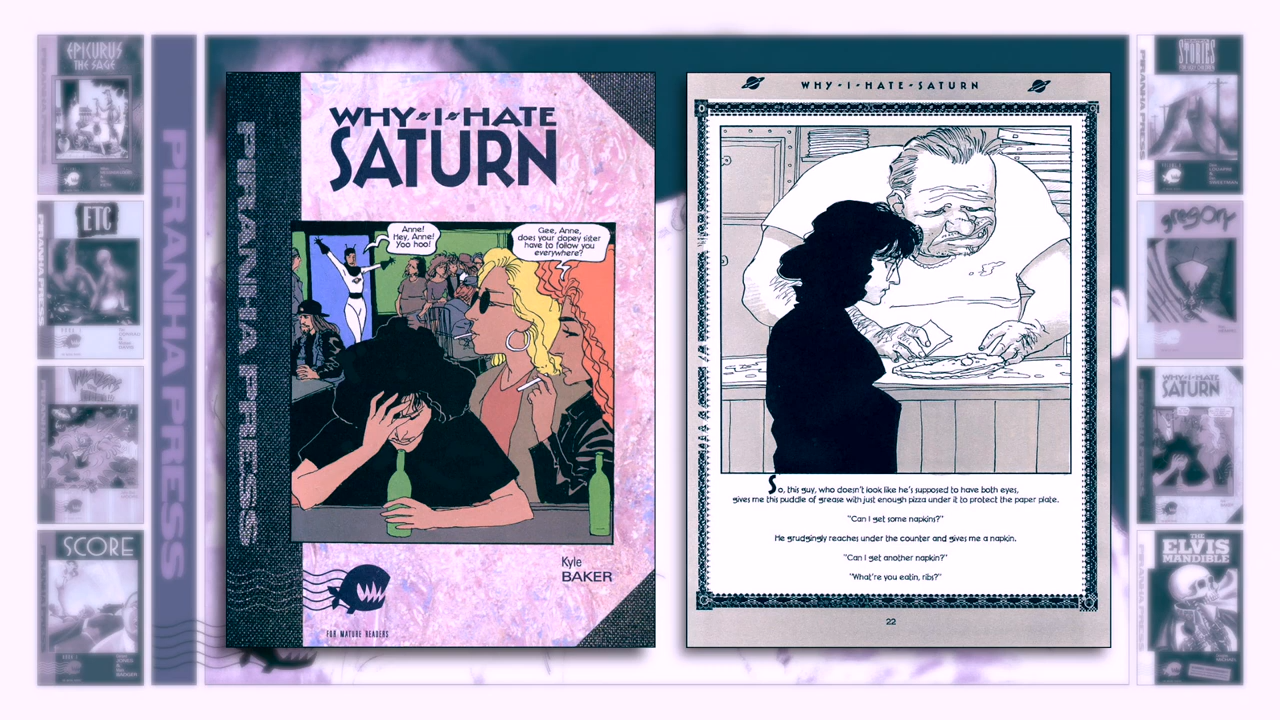 EPICURUS
THE SAGE
ETC
SCORE
PIRANHA PRESS
PIRANHA PRESS
WHY·I·HATE
SATURN
Anne!
Hey, Anne!
Yoo hoo!
Gee, Anne,
does your dopey sister
have to follow you
everywhere?
Kyle
BAKER
FOR MATURE READERS
WHY·I·HATE·SATURN
So, this guy, who doesn't look like he's supposed to have both eyes,
gives me this puddle of grease with just enough pizza under it to protect the paper plate.
"Can I get some napkins?"
He grudgingly reaches under the counter and gives me a napkin.
"Can I get another napkin?"
"What're you eatin, ribs?"
22
STORIES
gregory
WHY·I·HATE
SATURN
THE
ELVIS
MANDIBLE